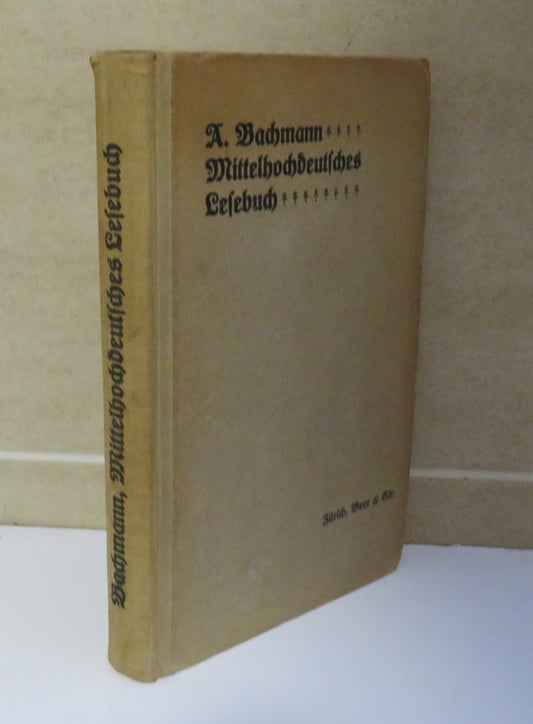 Bachmann, Mittelhochdeutſches Leſebuch
A. Bachmann
Mittelhochdeutſches
Leſebuch
Zürich, Beer & Cie.